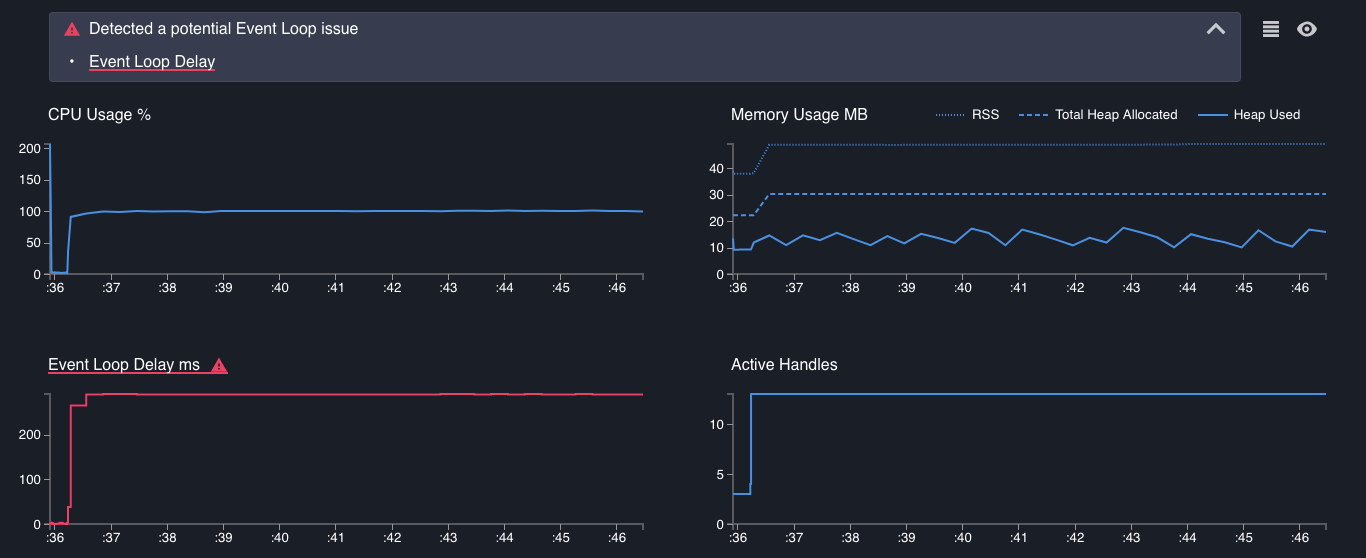 Detected a potential Event Loop issue
• Event Loop Delay
CPU Usage %
200
150
100
50
0
:36 :37 :38 :39 :40 :41 :42 :43 :44 :45 :46
Memory Usage MB RSS Total Heap Allocated Heap Used
40
30
20
10
0
:36 :37 :38 :39 :40 :41 :42 :43 :44 :45 :46
Event Loop Delay ms
200
100
0
:36 :37 :38 :39 :40 :41 :42 :43 :44 :45 :46
Active Handles
10
5
0
:36 :37 :38 :39 :40 :41 :42 :43 :44 :45 :46